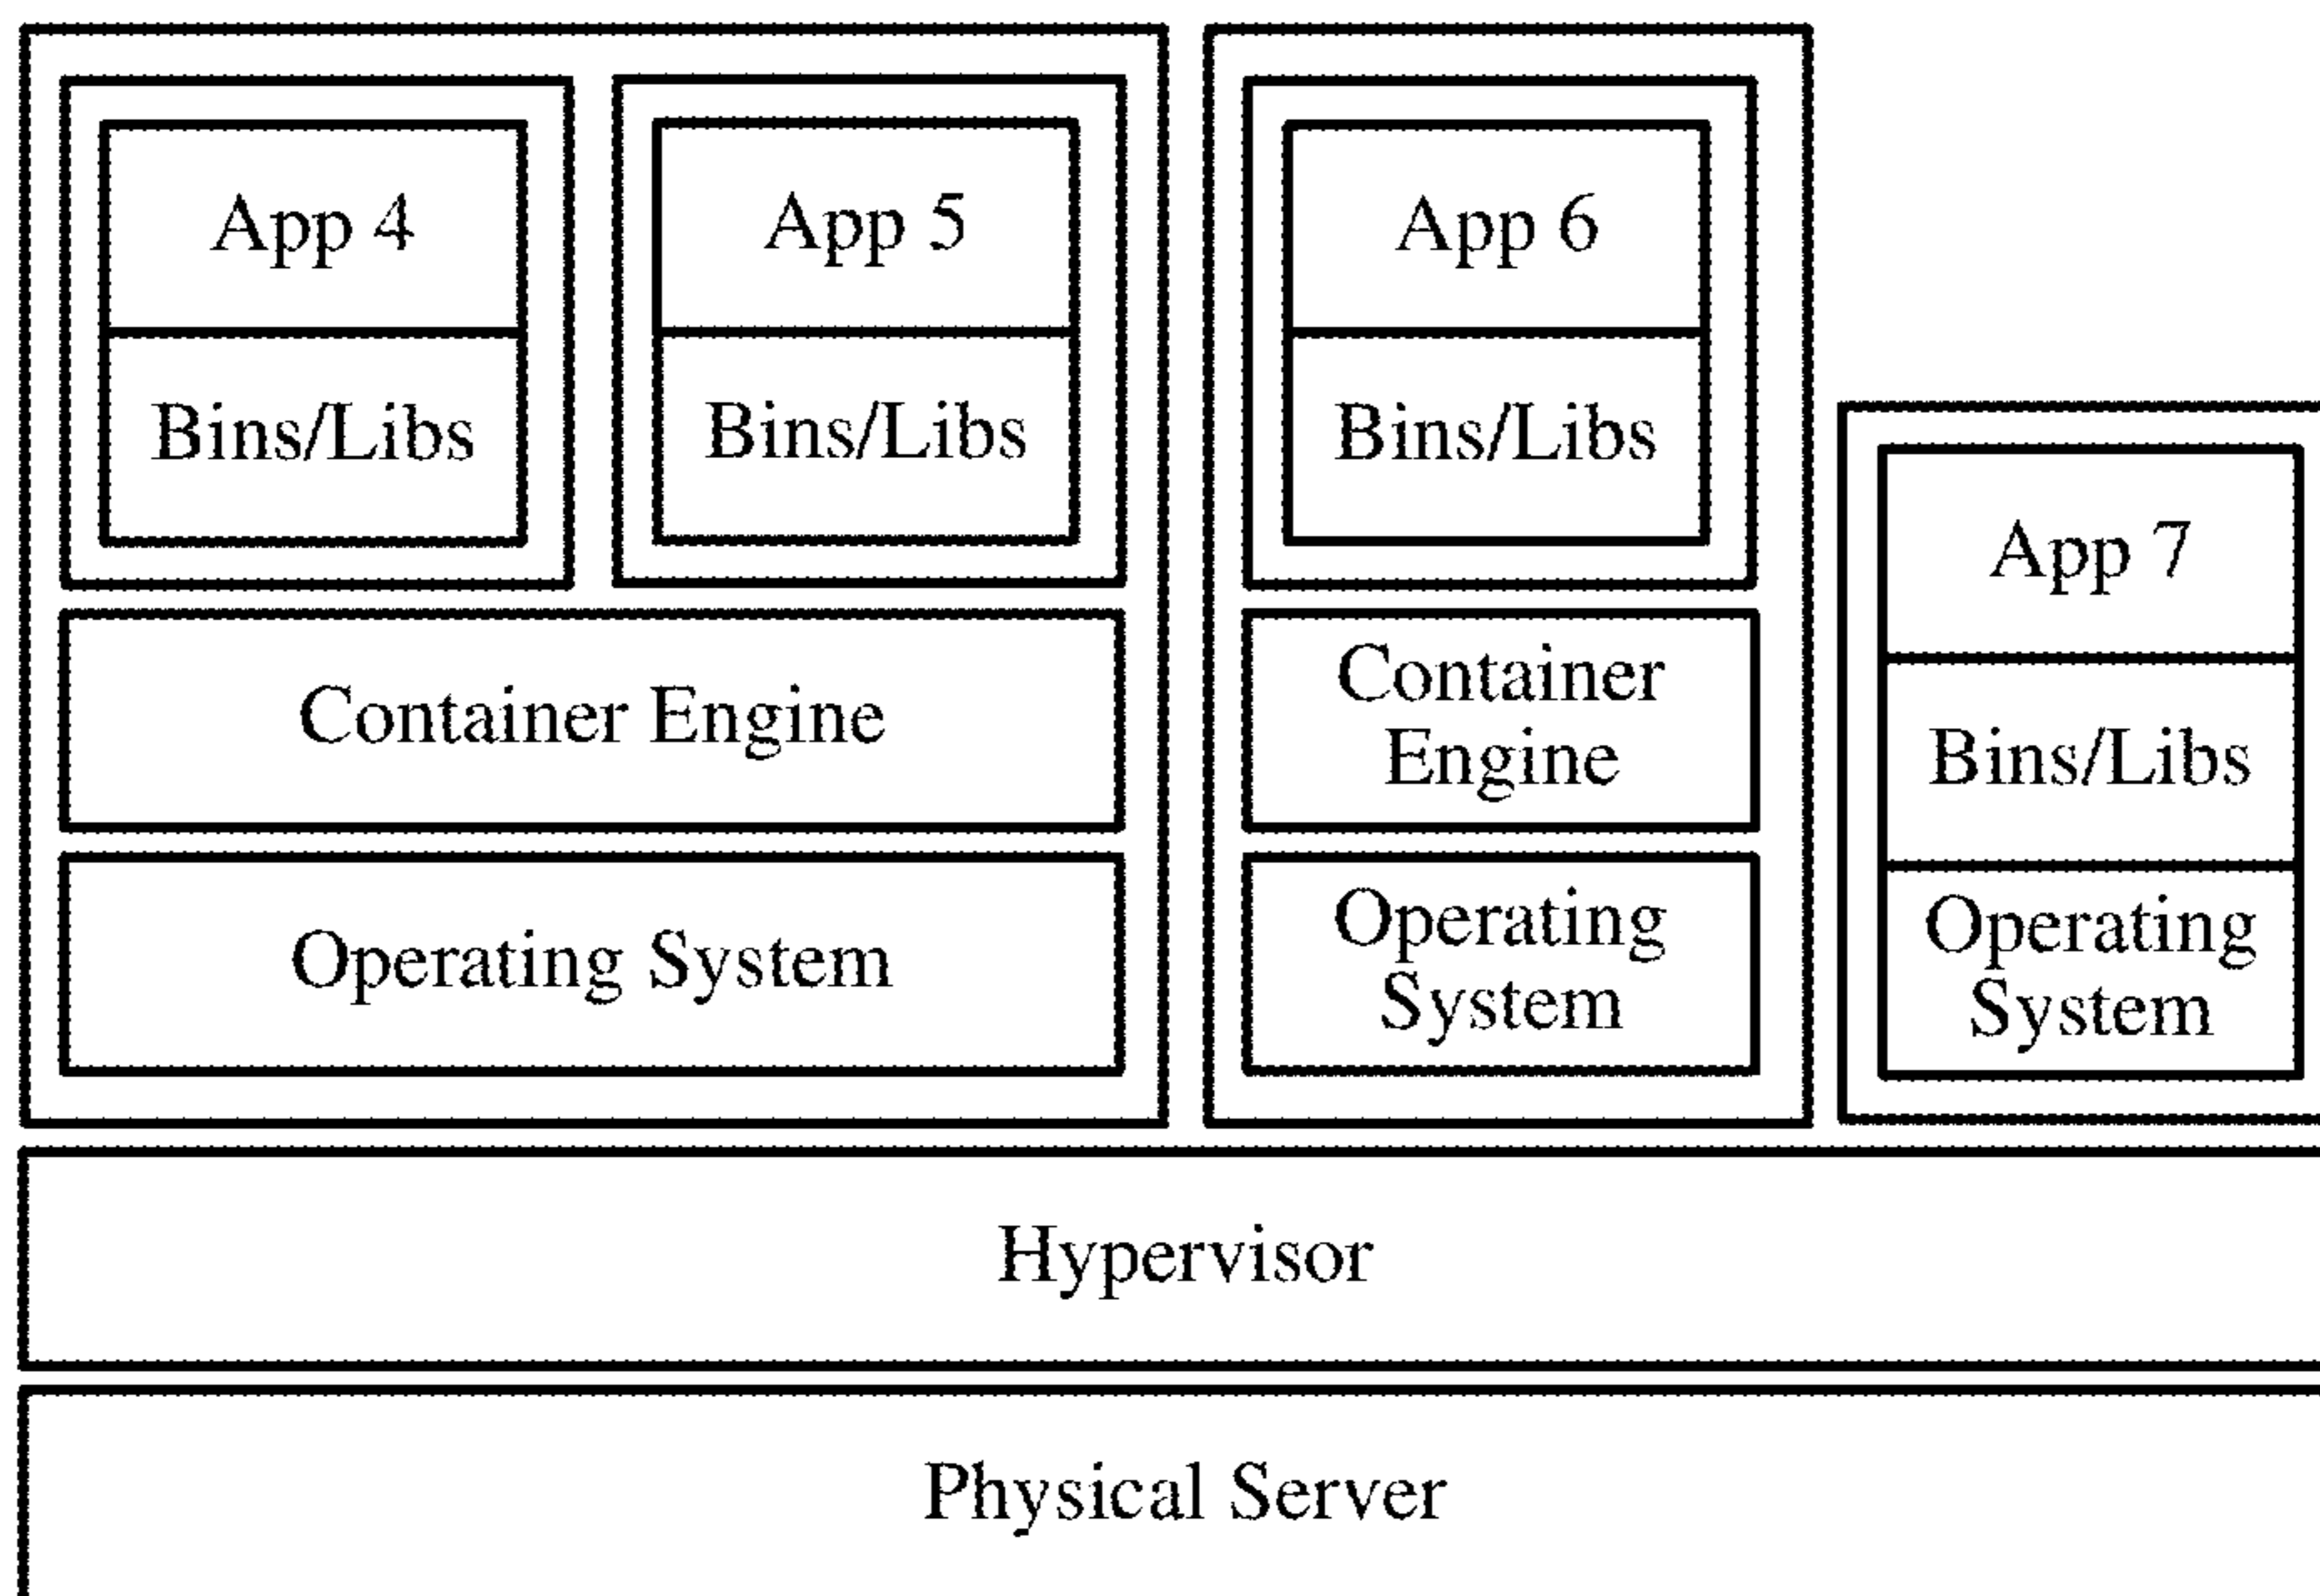 App 4
App 5
App 6
Bins/Libs
Bins/Libs
Bins/Libs
App 7
Container Engine
Container
Engine
Bins/Libs
Operating System
Operating
System
Operating
System
Hypervisor
Physical Server